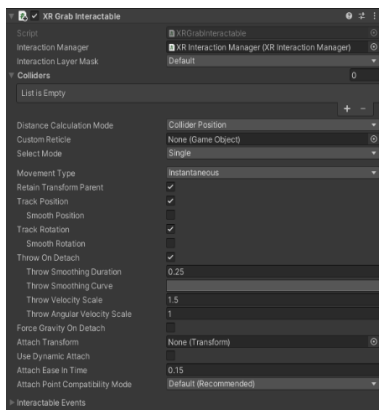 XR Grab Interactable
Script XRGrabInteractable
Interaction Manager XR Interaction Manager (XR Interaction Manager)
Interaction Layer Mask Default
Colliders 0
List is Empty
+ -
Distance Calculation Mode Collider Position
Custom Reticle None (Game Object)
Select Mode Single
Movement Type Instantaneous
Retain Transform Parent
Track Position
Smooth Position
Track Rotation
Smooth Rotation
Throw On Detach
Throw Smoothing Duration 0.25
Throw Smoothing Curve
Throw Velocity Scale 1.5
Throw Angular Velocity Scale 1
Force Gravity On Detach
Attach Transform None (Transform)
Use Dynamic Attach
Attach Ease In Time 0.15
Attach Point Compatibility Mode Default (Recommended)
Interactable Events